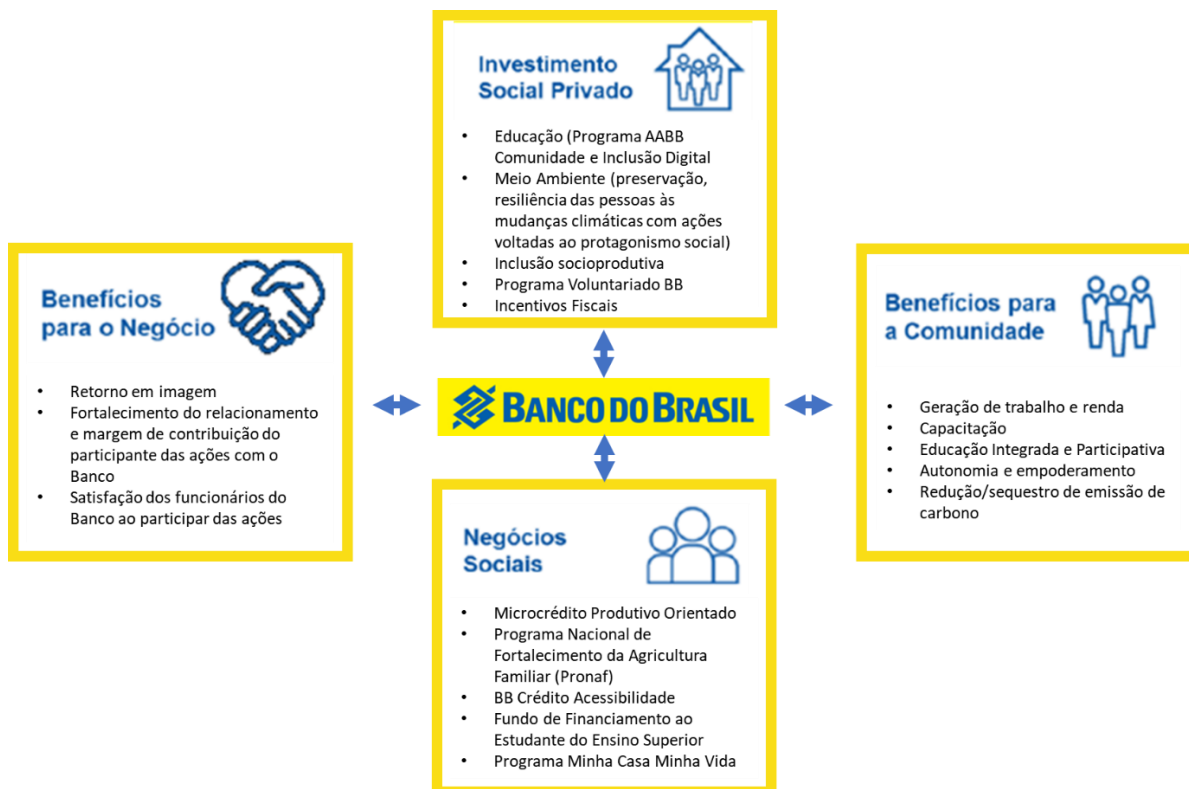 Investimento
Social Privado
• Educação (Programa AABB
Comunidade e Inclusão Digital
• Meio Ambiente (preservação,
resiliência das pessoas às
mudanças climáticas com ações
voltadas ao protagonismo social)
• Inclusão socioprodutiva
• Programa Voluntariado BB
• Incentivos Fiscais
Benefícios
para o Negócio
• Retorno em imagem
• Fortalecimento do relacionamento
e margem de contribuição do
participante das ações com o
Banco
• Satisfação dos funcionários do
Banco ao participar das ações
BANCO DO BRASIL
Benefícios para
a Comunidade
• Geração de trabalho e renda
• Capacitação
• Educação Integrada e Participativa
• Autonomia e empoderamento
• Redução/sequestro de emissão de
carbono
Negócios
Sociais
• Microcrédito Produtivo Orientado
• Programa Nacional de
Fortalecimento da Agricultura
Familiar (Pronaf)
• BB Crédito Acessibilidade
• Fundo de Financiamento ao
Estudante do Ensino Superior
• Programa Minha Casa Minha Vida